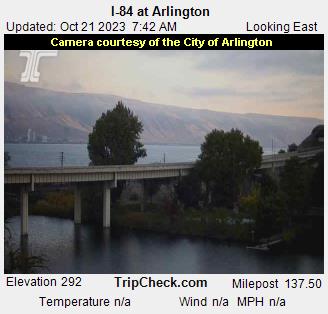 I-84 at Arlington
Updated: Oct 21 2023 7:42 AM Looking East
Camera courtesy of the City of Arlington
Elevation 292 TripCheck.com Milepost 137.50
Temperature n/a Wind n/a MPH n/a